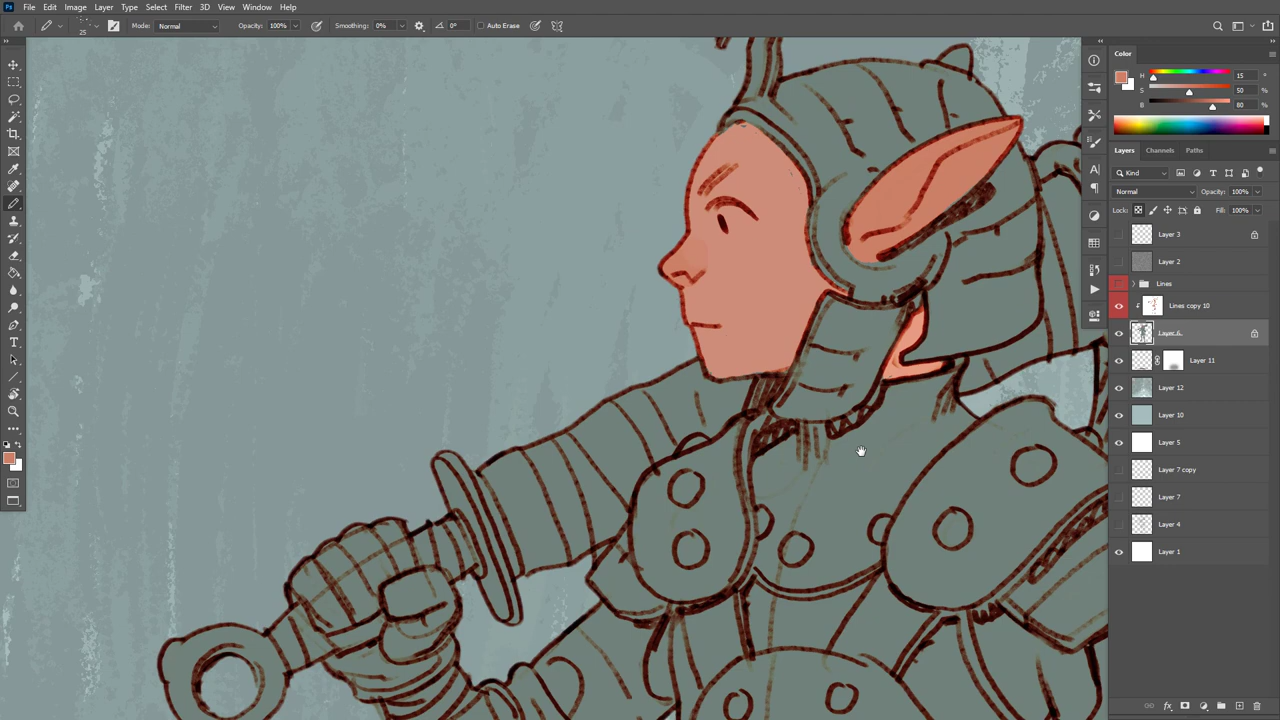 Ps File Edit Image Layer Type Select Filter 3D View Window Help
25 Mode: Normal Opacity: 100% Smoothing: 0% 0° Auto Erase
Color
H 15 °
S 50 %
B 80 %
Layers Channels Paths
Kind
Normal Opacity: 100%
Lock: Fill: 100%
Layer 3
Layer 2
Lines
Lines copy 10
Layer 6
Layer 11
Layer 12
Layer 10
Layer 5
Layer 7 copy
Layer 7
Layer 4
Layer 1